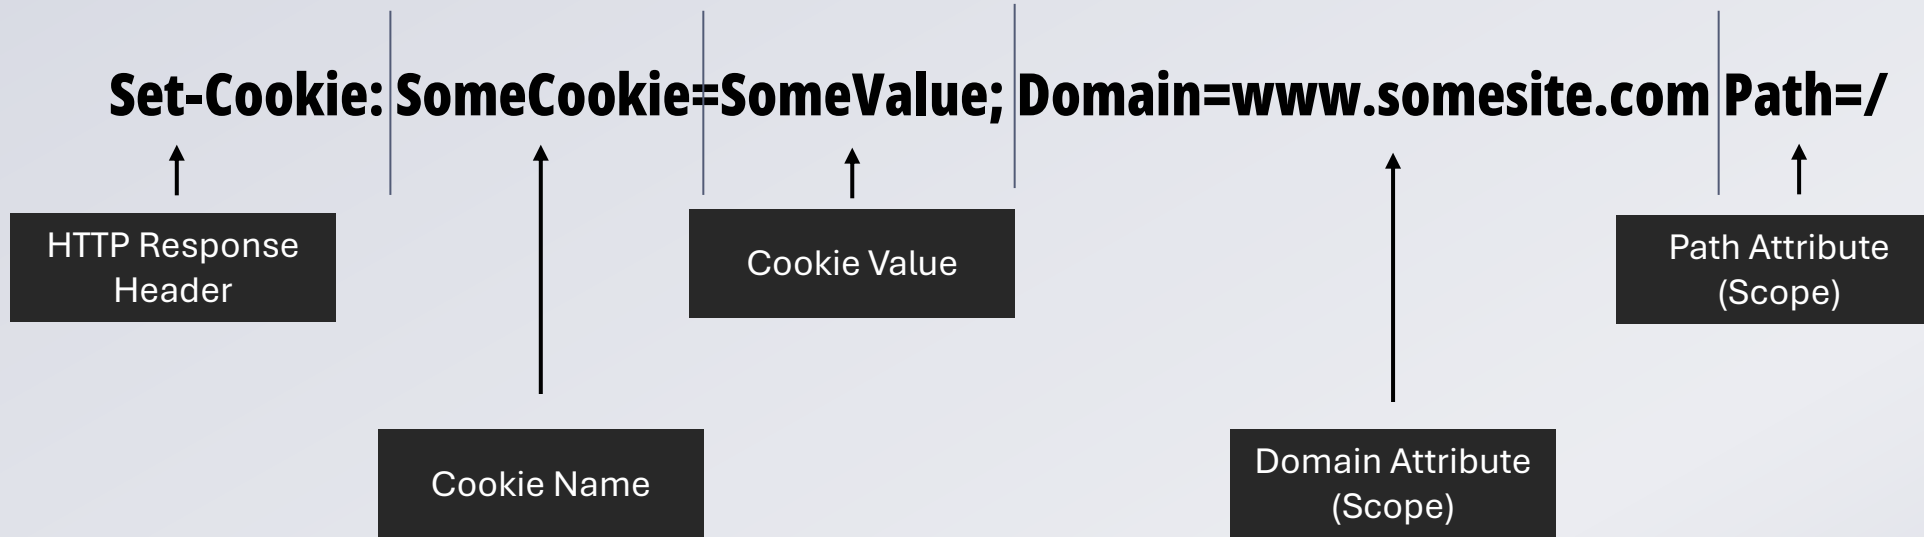 Set-Cookie: SomeCookie=SomeValue; Domain=www.somesite.com Path=/
HTTP Response
Header
Cookie Value
Path Attribute
(Scope)
Cookie Name
Domain Attribute
(Scope)